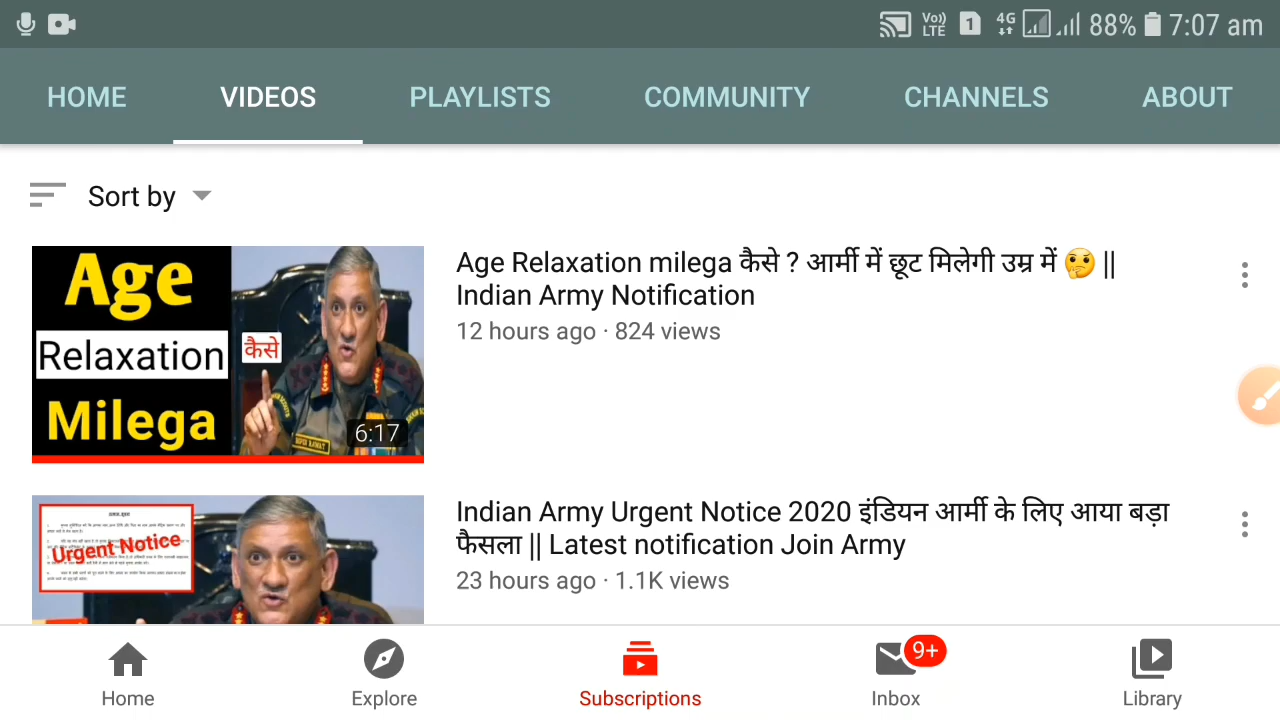 Vo)) LTE 1 4G 88% 7:07 am
HOME VIDEOS PLAYLISTS COMMUNITY CHANNELS ABOUT
Sort by
Age
Relaxation
Milega
कैसे
BIPIN RAWAT
6:17
Age Relaxation milega कैसे ? आर्मी में छूट मिलेगी उम्र में 🤔 ||
Indian Army Notification
12 hours ago · 824 views
Urgent Notice
Indian Army Urgent Notice 2020 इंडियन आर्मी के लिए आया बड़ा
फैसला || Latest notification Join Army
23 hours ago · 1.1K views
9+
Home Explore Subscriptions Inbox Library